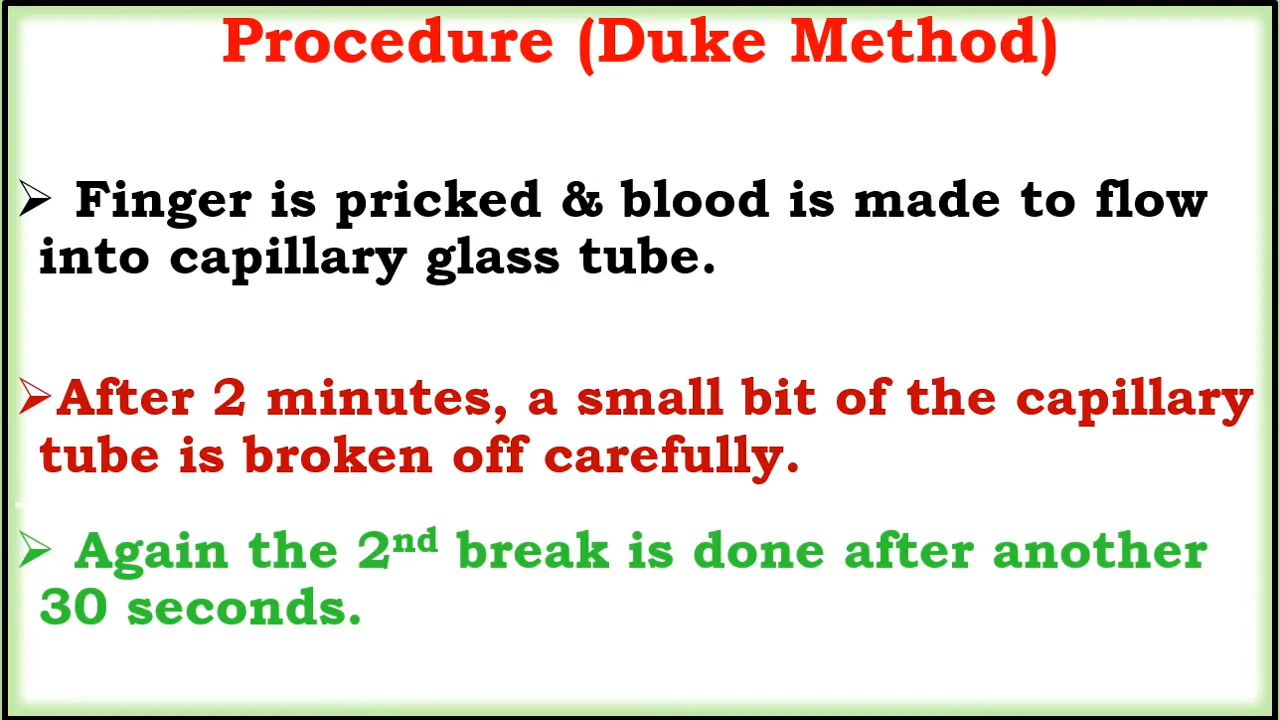 Procedure (Duke Method)
➢ Finger is pricked & blood is made to flow
into capillary glass tube.
➢After 2 minutes, a small bit of the capillary
tube is broken off carefully.
➢ Again the 2nd break is done after another
30 seconds.